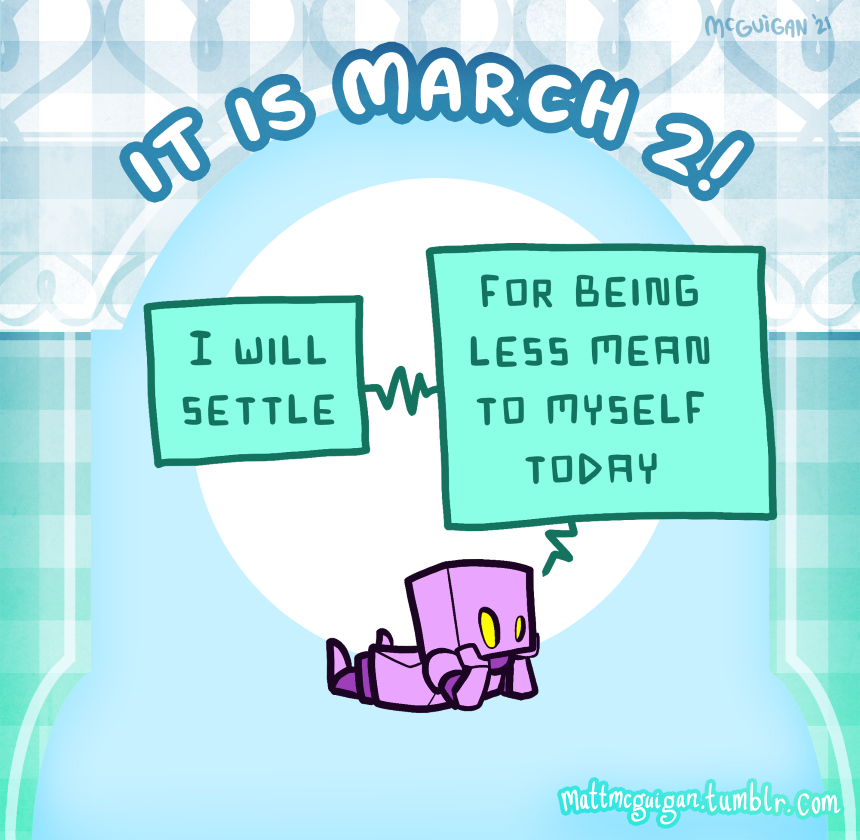 McGUiGAN '21
IT IS MARCH 2!
I WILL
SETTLE
FOR BEING
LESS MEAN
TO MYSELF
TODAY
mattmcguigan.tumblr.com